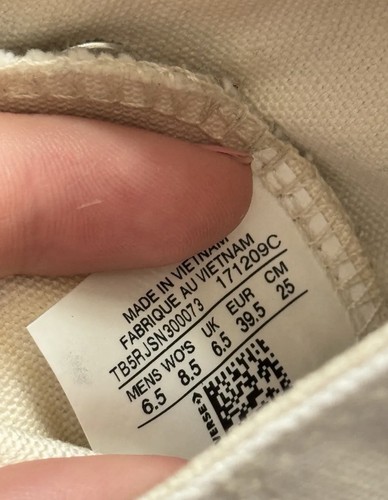 MADE IN VIETNAM
FABRIQUE AU VIETNAM
TB5RJSN300073 171209C
MENS WO'S UK EUR CM
6.5 8.5 6.5 39.5 25